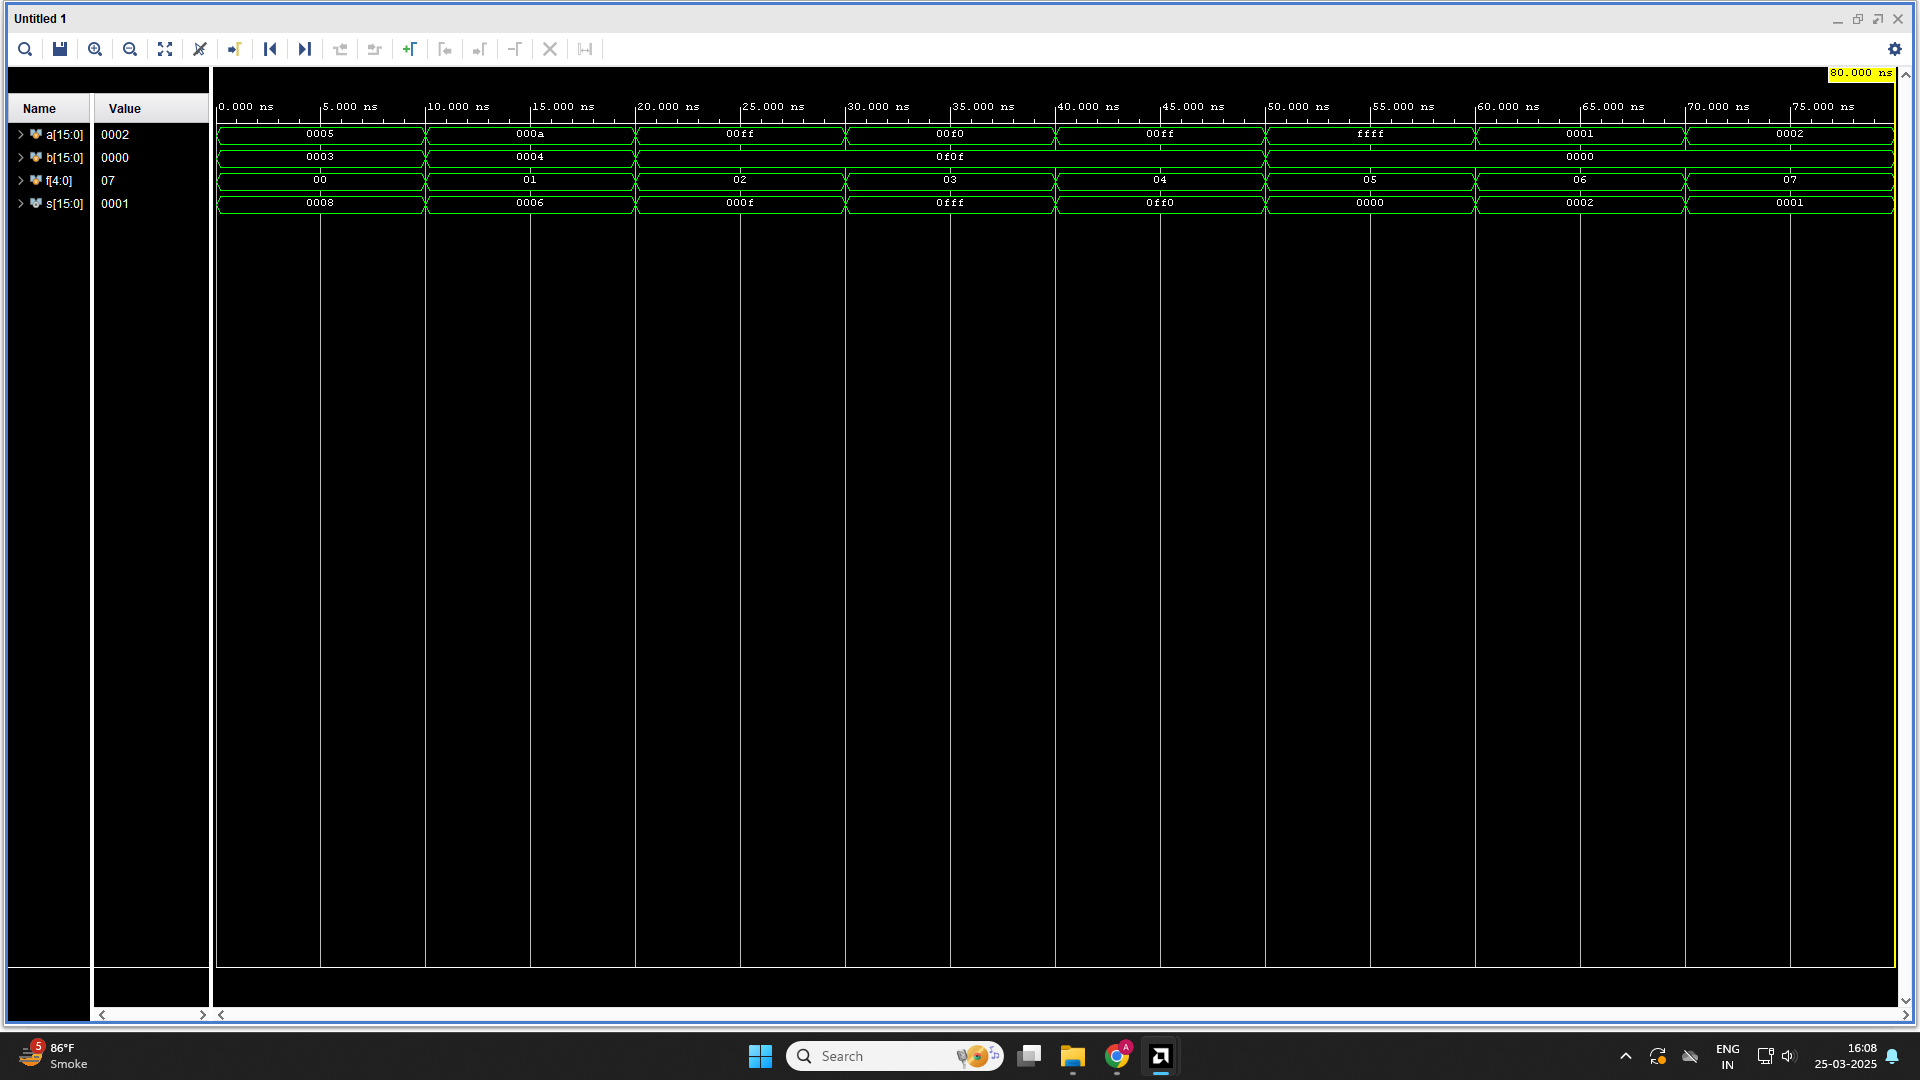 Untitled 1
80.000 ns
Name Value
0.000 ns 5.000 ns 10.000 ns 15.000 ns 20.000 ns 25.000 ns 30.000 ns 35.000 ns 40.000 ns 45.000 ns 50.000 ns 55.000 ns 60.000 ns 65.000 ns 70.000 ns 75.000 ns
a[15:0] 0002 0005 000a 00ff 00f0 00ff ffff 0001 0002
b[15:0] 0000 0003 0004 0f0f 0000
f[4:0] 07 00 01 02 03 04 05 06 07
s[15:0] 0001 0008 0006 000f 0fff 0ff0 0000 0002 0001
5
86°F
Smoke
Search
A
ENG
IN
16:08
25-03-2025